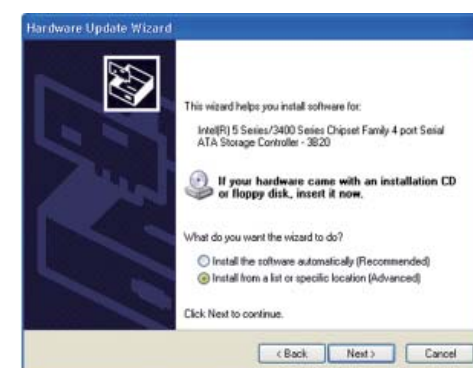 Hardware Update Wizard
This wizard helps you install software for:
Intel(R) 5 Series/3400 Series Chipset Family 4 port Serial
ATA Storage Controller - 3B20
If your hardware came with an installation CD
or floppy disk, insert it now.
What do you want the wizard to do?
Install the software automatically (Recommended)
Install from a list or specific location (Advanced)
Click Next to continue.
< Back Next > Cancel